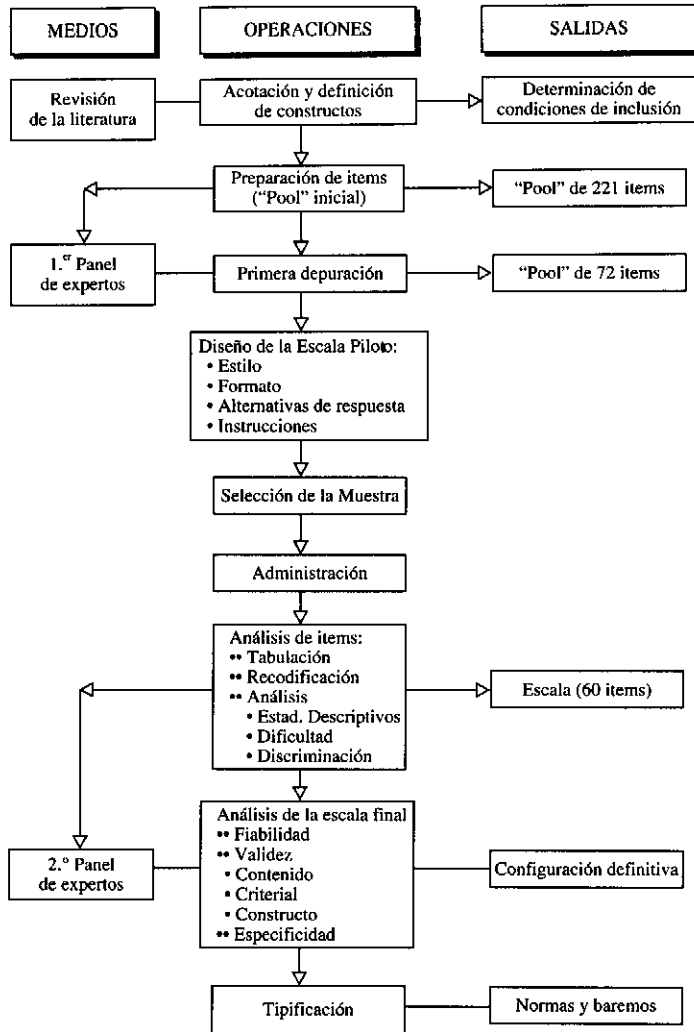 MEDIOS
OPERACIONES
SALIDAS
Revisión
de la literatura
Acotación y definición
de constructos
Determinación de
condiciones de inclusión
Preparación de items
(“Pool” inicial)
“Pool” de 221 items
1.er Panel
de expertos
Primera depuración
“Pool” de 72 items
Diseño de la Escala Piloto:
• Estilo
• Formato
• Alternativas de respuesta
• Instrucciones
Selección de la Muestra
Administración
Análisis de items:
•• Tabulación
•• Recodificación
•• Análisis
• Estad. Descriptivos
• Dificultad
• Discriminación
Escala (60 items)
2.° Panel
de expertos
Análisis de la escala final
•• Fiabilidad
•• Validez
• Contenido
• Criterial
• Constructo
•• Especificidad
Configuración definitiva
Tipificación
Normas y baremos